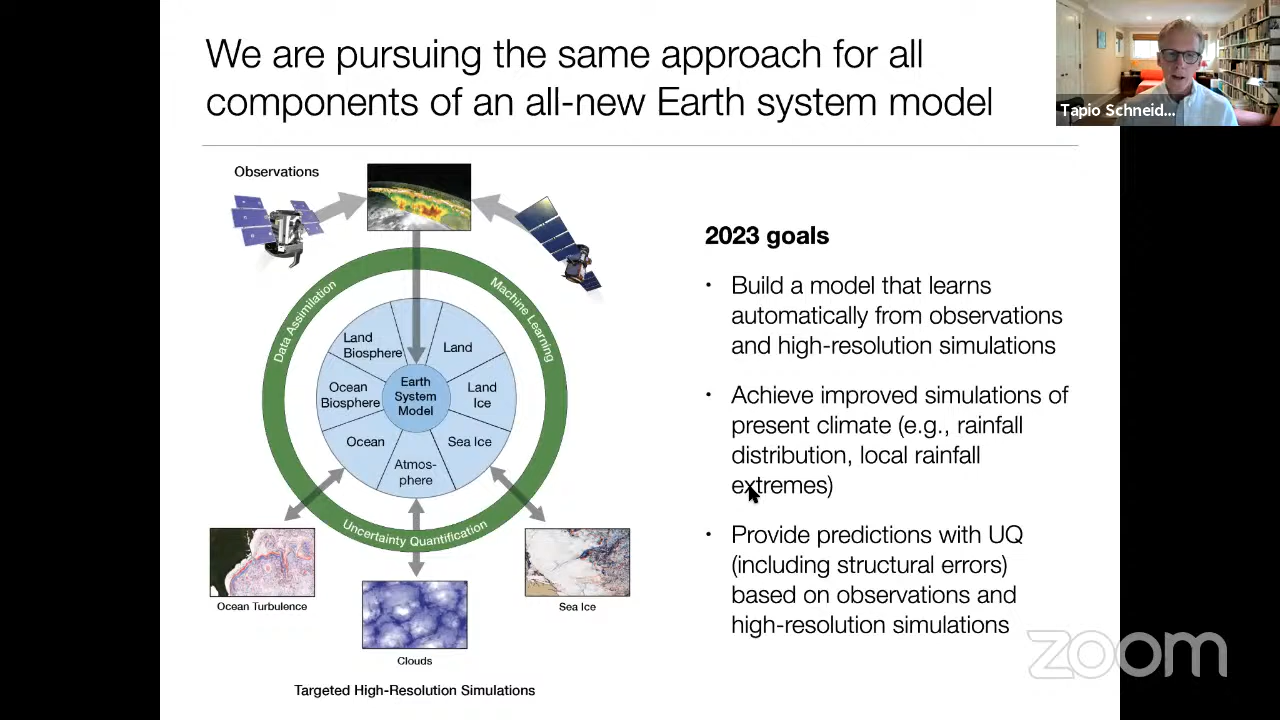 We are pursuing the same approach for all
components of an all-new Earth system model
Tapio Schneid...
Observations
Data Assimilation
Machine Learning
Uncertainty Quantification
Land
Biosphere
Land
Ocean
Biosphere
Earth
System
Model
Land
Ice
Ocean
Sea Ice
Atmos-
phere
Ocean Turbulence
Sea Ice
Clouds
Targeted High-Resolution Simulations
2023 goals
• Build a model that learns
automatically from observations
and high-resolution simulations
• Achieve improved simulations of
present climate (e.g., rainfall
distribution, local rainfall
extremes)
• Provide predictions with UQ
(including structural errors)
based on observations and
high-resolution simulations
zoom